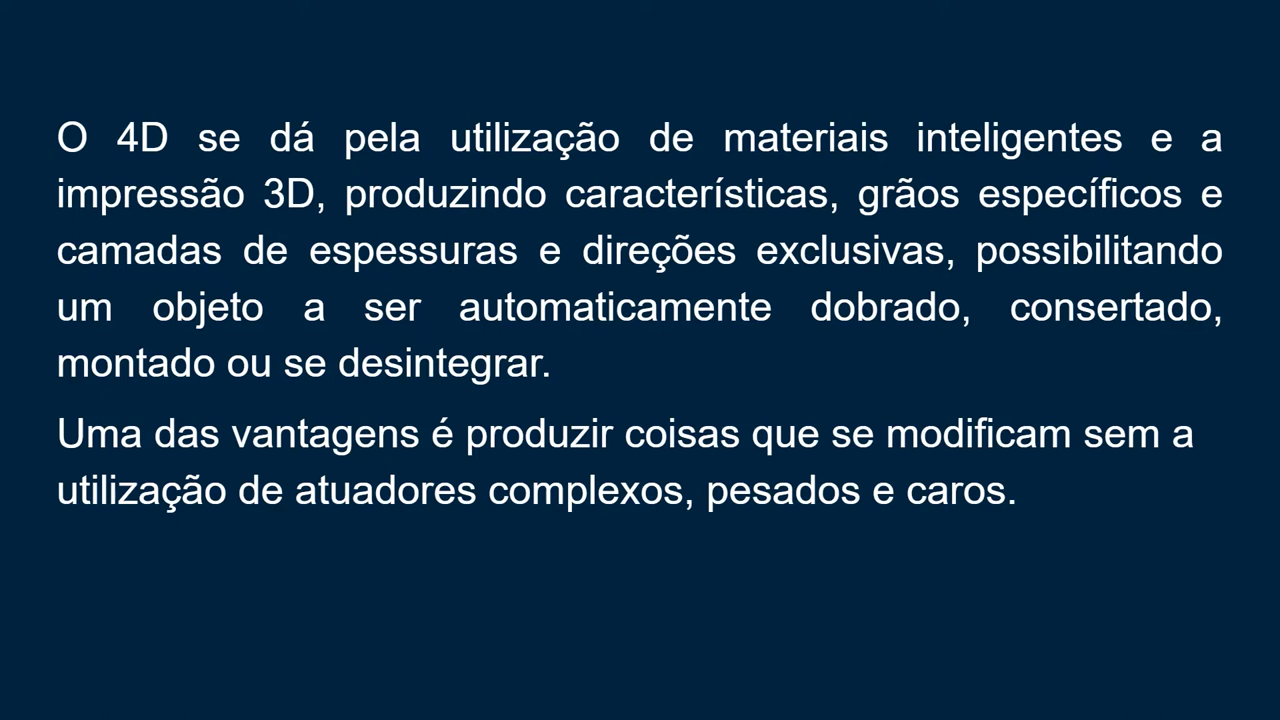 O 4D se dá pela utilização de materiais inteligentes e a
impressão 3D, produzindo características, grãos específicos e
camadas de espessuras e direções exclusivas, possibilitando
um objeto a ser automaticamente dobrado, consertado,
montado ou se desintegrar.
Uma das vantagens é produzir coisas que se modificam sem a
utilização de atuadores complexos, pesados e caros.